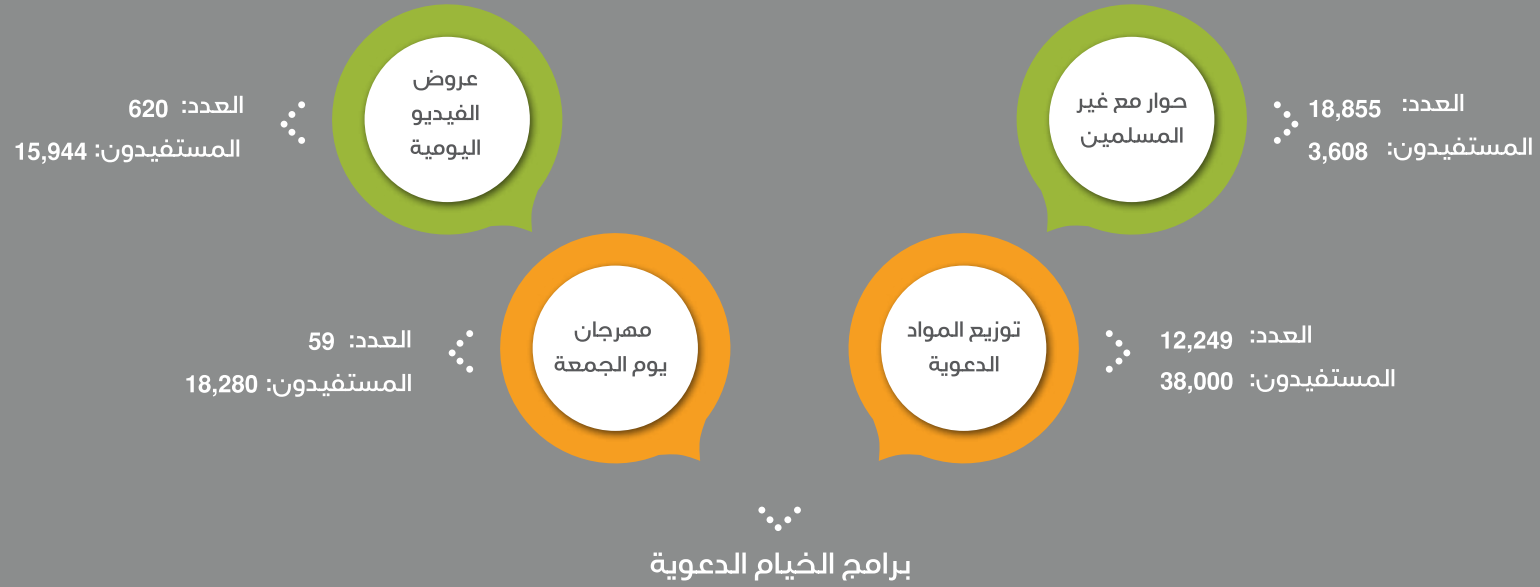 حوار مع غير
المسلمين
العدد: 18,855
المستفيدون: 3,608
عروض
الفيديو
اليومية
العدد: 620
المستفيدون: 15,944
توزيع المواد
الدعوية
العدد: 12,249
المستفيدون: 38,000
مهرجان
يوم الجمعة
العدد: 59
المستفيدون: 18,280
برامج الخيام الدعوية